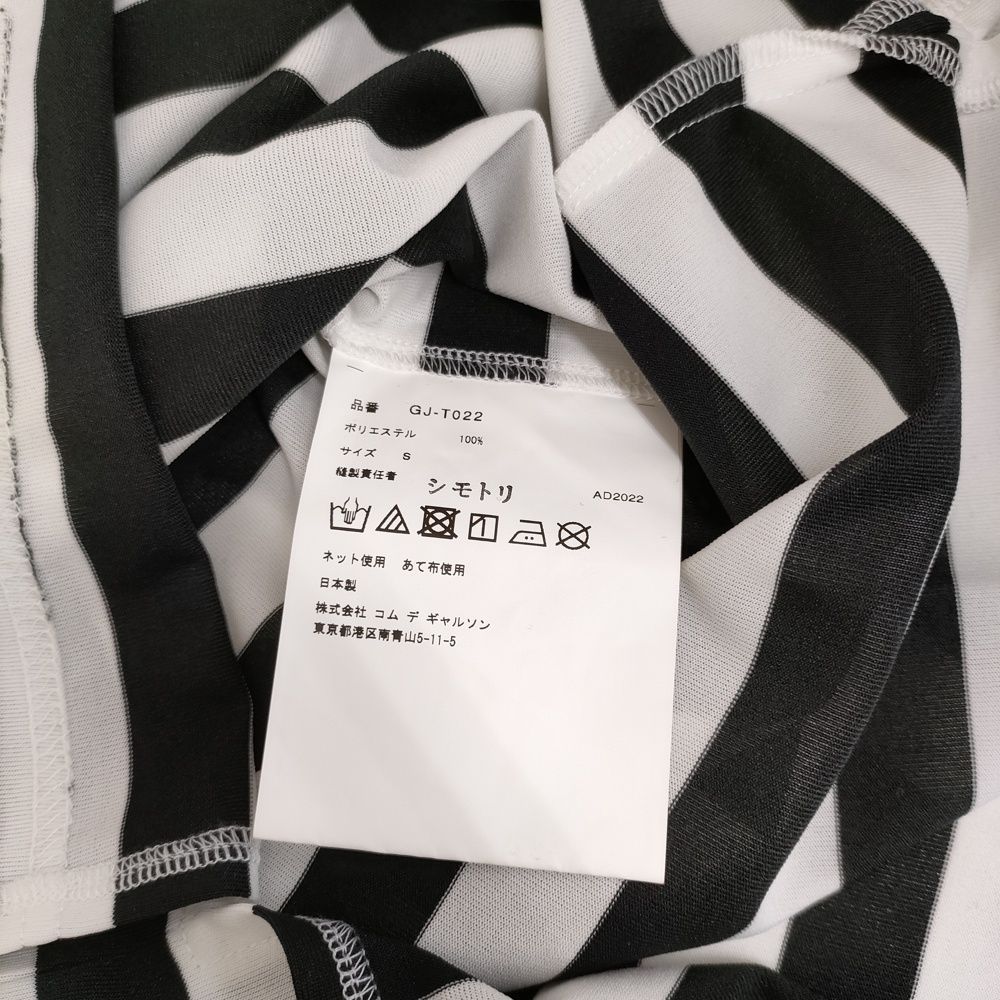 品番 GJ-T022
ポリエステル 100%
サイズ S
縫製責任者 シモトリ AD2022
ネット使用 あて布使用
日本製
株式会社 コム デ ギャルソン
東京都港区南青山5-11-5